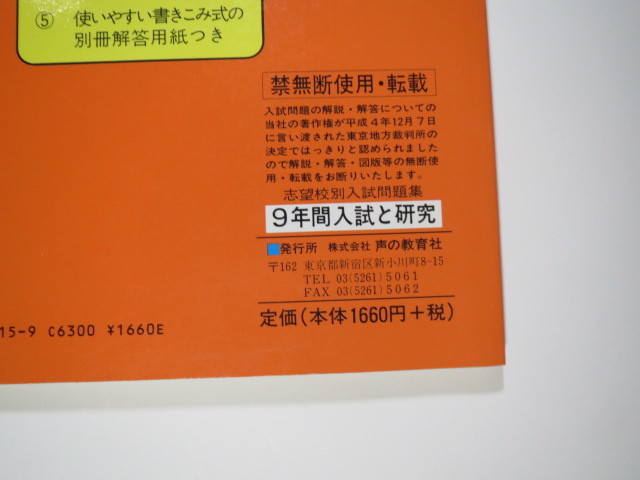 ⑤ 使いやすい書きこみ式の
別冊解答用紙つき
禁無断使用・転載
入試問題の解説・解答についての
当社の著作権が平成4年12月7日
に言い渡された東京地方裁判所の
決定ではっきりと認められました
ので解説・解答・図版等の無断使
用・転載をお断りいたします。
志望校別入試問題集
9年間入試と研究
発行所 株式会社 声の教育社
〒162 東京都新宿区新小川町8-15
TEL 03(5261)5061
FAX 03(5261)5062
15-9 C6300 ¥1660E
定価(本体1660円+税)